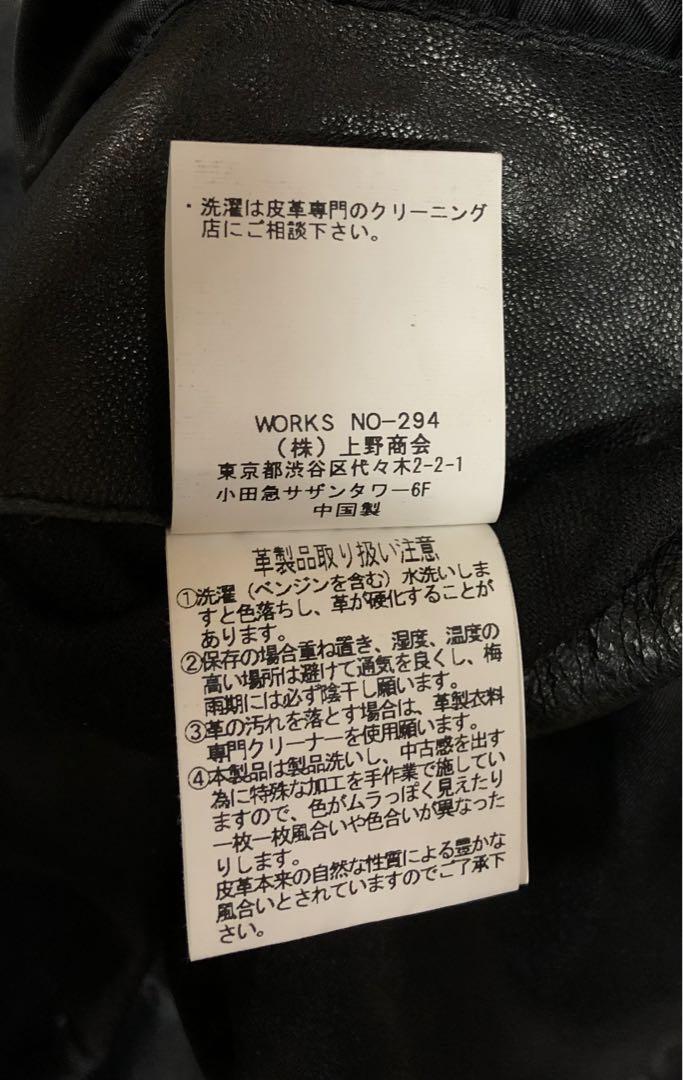 ・洗濯は皮革専門のクリーニング
店にご相談下さい。
WORKS NO-294
（株）上野商会
東京都渋谷区代々木2-2-1
小田急サザンタワー6F
中国製
革製品取り扱い注意
①洗濯（ベンジンを含む）水洗いしま
すと色落ちし、革が硬化することが
あります。
②保存の場合重ね置き、湿度、温度の
高い場所は避けて通気を良くし、梅
雨期には必ず陰干し願います。
③革の汚れを落とす場合は、革製衣料
専門クリーナーを使用願います。
④本製品は製品洗いし、中古感を出す
為に特殊な加工を手作業で施してい
ますので、色がムラっぽく見えたり
一枚一枚風合いや色合いが異なった
りします。
皮革本来の自然な性質による豊かな
風合いとされていますのでご了承下
さい。